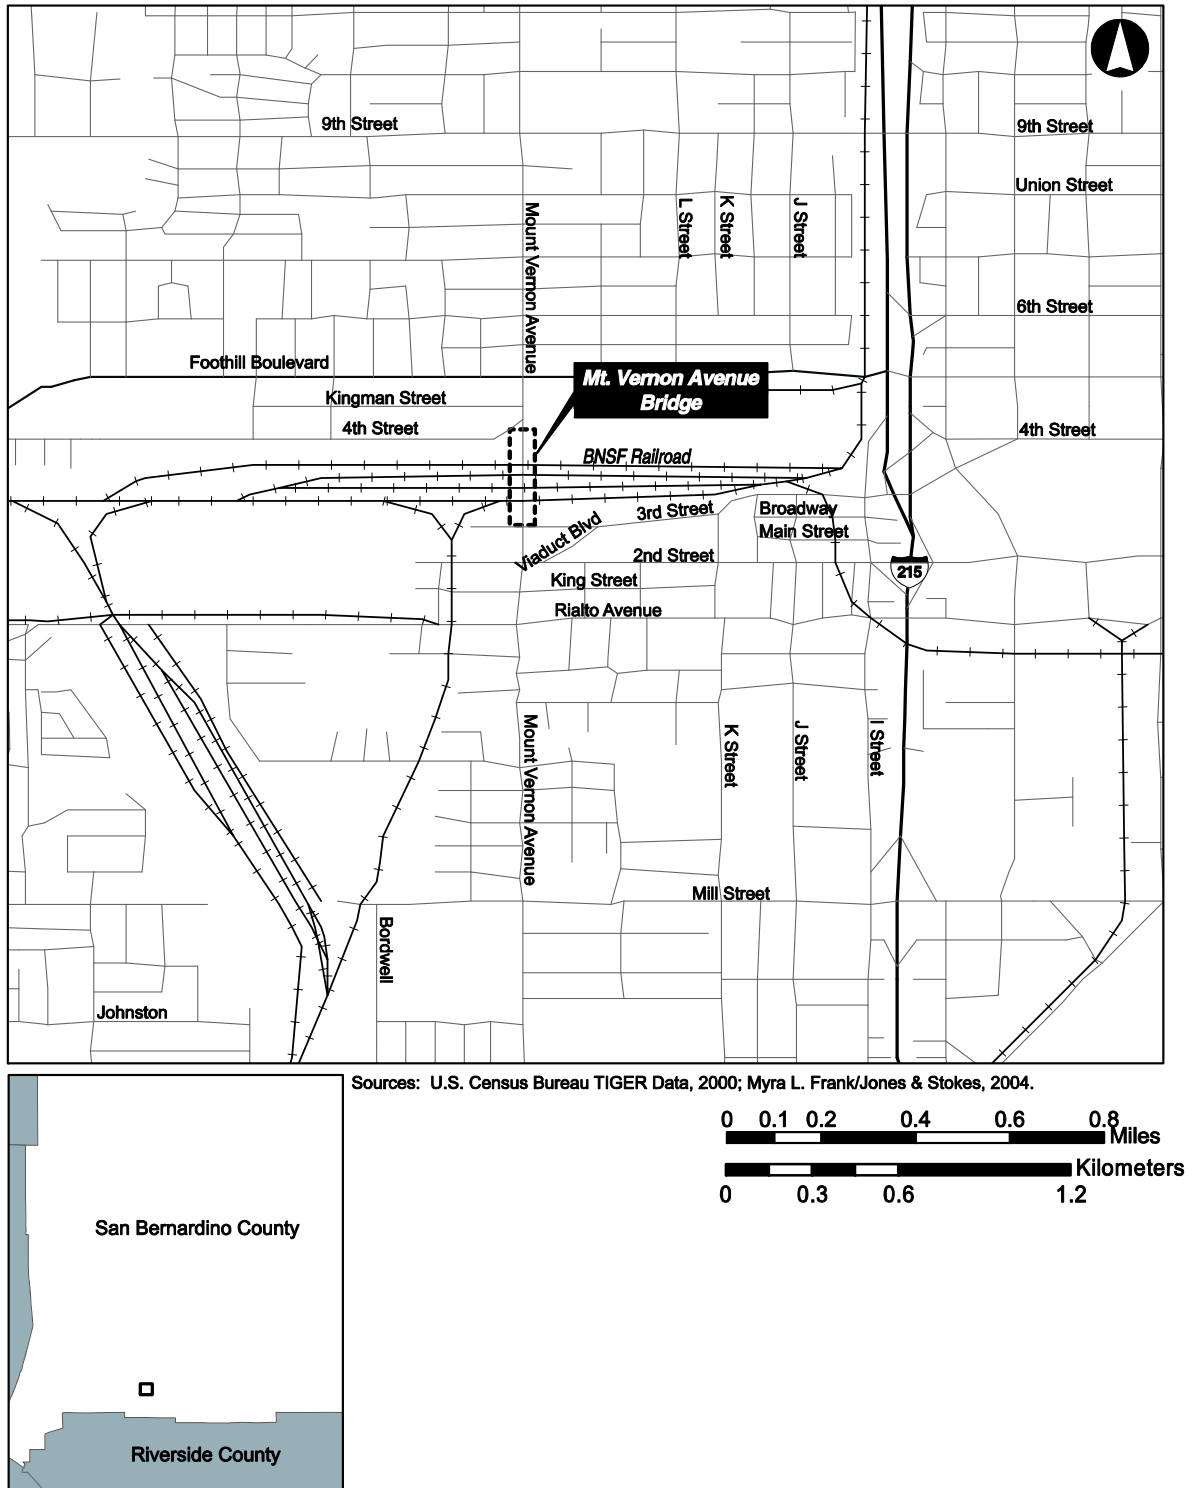 9th Street
9th Street
Union Street
Mount Vernon Avenue
L Street
K Street
J Street
6th Street
Foothill Boulevard
Mt. Vernon Avenue
Bridge
Kingman Street
4th Street
4th Street
BNSF Railroad
3rd Street
Broadway
Viaduct Blvd
Main Street
2nd Street
215
King Street
Rialto Avenue
Mount Vernon Avenue
K Street
J Street
I Street
Mill Street
Bordwell
Johnston
Sources: U.S. Census Bureau TIGER Data, 2000; Myra L. Frank/Jones & Stokes, 2004.
0 0.1 0.2 0.4 0.6 0.8
Miles
Kilometers
0 0.3 0.6 1.2
San Bernardino County
Riverside County